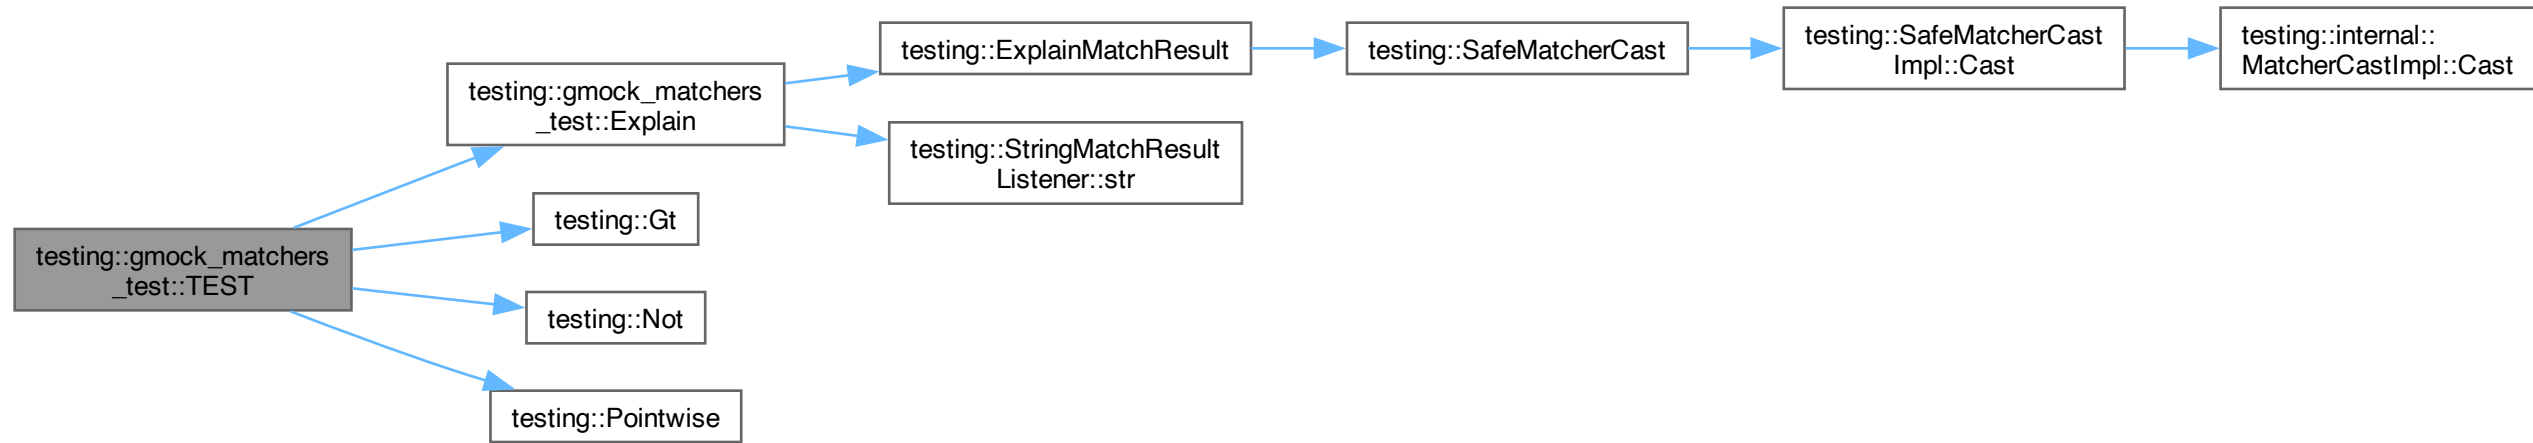 testing::gmock_matchers
_test::TEST
testing::gmock_matchers
_test::Explain
testing::ExplainMatchResult
testing::SafeMatcherCast
testing::SafeMatcherCast
Impl::Cast
testing::internal::
MatcherCastImpl::Cast
testing::StringMatchResult
Listener::str
testing::Gt
testing::Not
testing::Pointwise